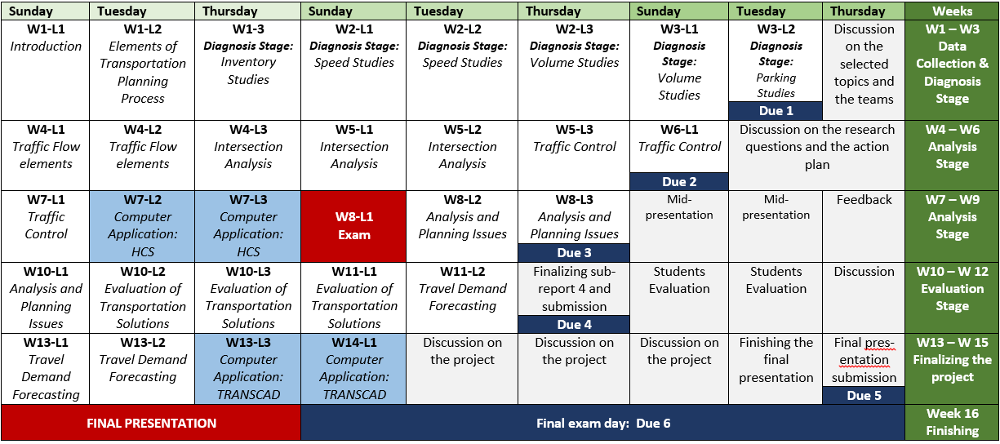 Sunday Tuesday Thursday Sunday Tuesday Thursday Sunday Tuesday Thursday Weeks
W1-L1
Introduction
W1-L2
Elements of
Transportation
Planning
Process
W1-3
Diagnosis Stage:
Inventory
Studies
W2-L1
Diagnosis Stage:
Speed Studies
W2-L2
Diagnosis Stage:
Speed Studies
W2-L3
Diagnosis Stage:
Volume Studies
W3-L1
Diagnosis
Stage:
Volume
Studies
W3-L2
Diagnosis
Stage:
Parking
Studies
Due 1
Discussion
on the
selected
topics and
the teams
W1 – W3
Data
Collection &
Diagnosis
Stage
W4-L1
Traffic Flow
elements
W4-L2
Traffic Flow
elements
W4-L3
Intersection
Analysis
W5-L1
Intersection
Analysis
W5-L2
Intersection
Analysis
W5-L3
Traffic Control
W6-L1
Traffic Control
Due 2
Discussion on the research
questions and the action
plan
W4 – W6
Analysis
Stage
W7-L1
Traffic
Control
W7-L2
Computer
Application:
HCS
W7-L3
Computer
Application:
HCS
W8-L1
Exam
W8-L2
Analysis and
Planning Issues
W8-L3
Analysis and
Planning Issues
Due 3
Mid-
presentation
Mid-
presentation
Feedback
W7 – W9
Analysis
Stage
W10-L1
Analysis and
Planning
Issues
W10-L2
Evaluation of
Transportation
Solutions
W10-L3
Evaluation of
Transportation
Solutions
W11-L1
Evaluation of
Transportation
Solutions
W11-L2
Travel Demand
Forecasting
Finalizing sub-
report 4 and
submission
Due 4
Students
Evaluation
Students
Evaluation
Discussion
W10 – W 12
Evaluation
Stage
W13-L1
Travel
Demand
Forecasting
W13-L2
Travel Demand
Forecasting
W13-L3
Computer
Application:
TRANSCAD
W14-L1
Computer
Application:
TRANSCAD
Discussion on
the project
Discussion on
the project
Discussion on
the project
Finishing the
final
presentation
Final pres-
entation
submission
Due 5
W13 – W 15
Finalizing the
project
FINAL PRESENTATION
Final exam day: Due 6
Week 16
Finishing